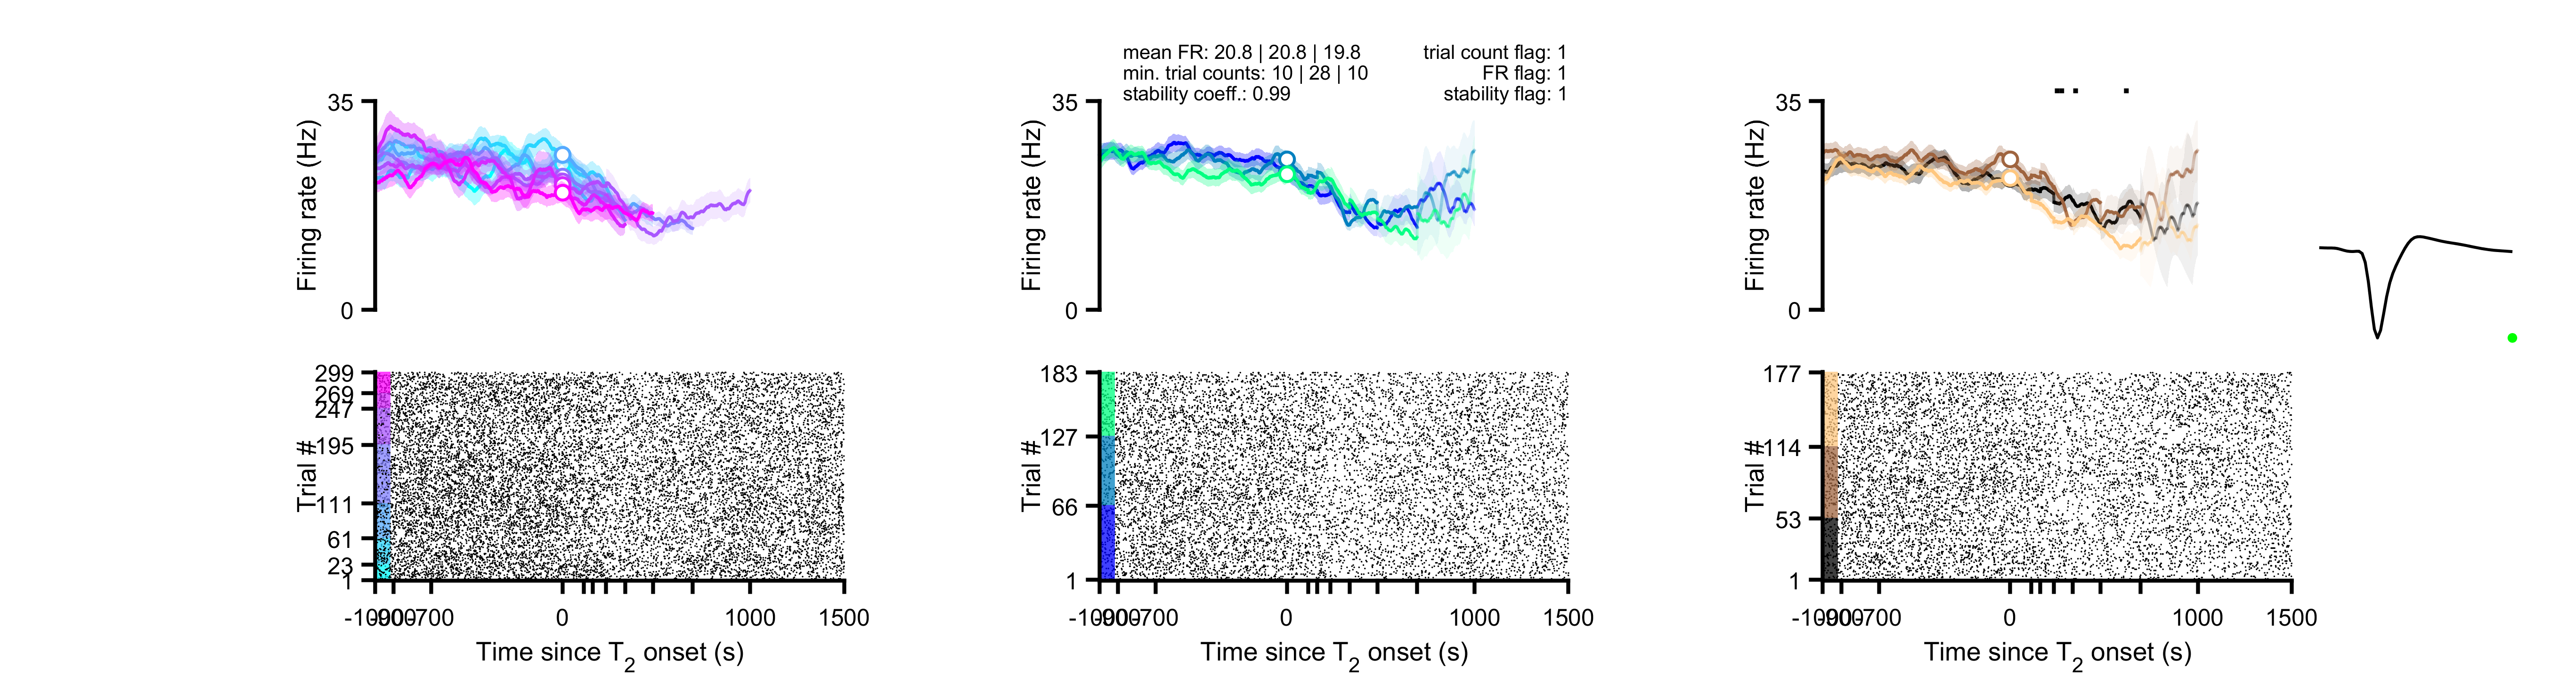 mean FR: 20.8 | 20.8 | 19.8
min. trial counts: 10 | 28 | 10
stability coeff.: 0.99
trial count flag: 1
FR flag: 1
stability flag: 1
35
Firing rate (Hz)
0
35
Firing rate (Hz)
0
35
Firing rate (Hz)
0
299
269
247
195
111
61
23
1
Trial #
-1000
-900
-700
0
1000
1500
Time since T2 onset (s)
183
127
66
1
Trial #
-1000
-900
-700
0
1000
1500
Time since T2 onset (s)
177
114
53
1
Trial #
-1000
-900
-700
0
1000
1500
Time since T2 onset (s)